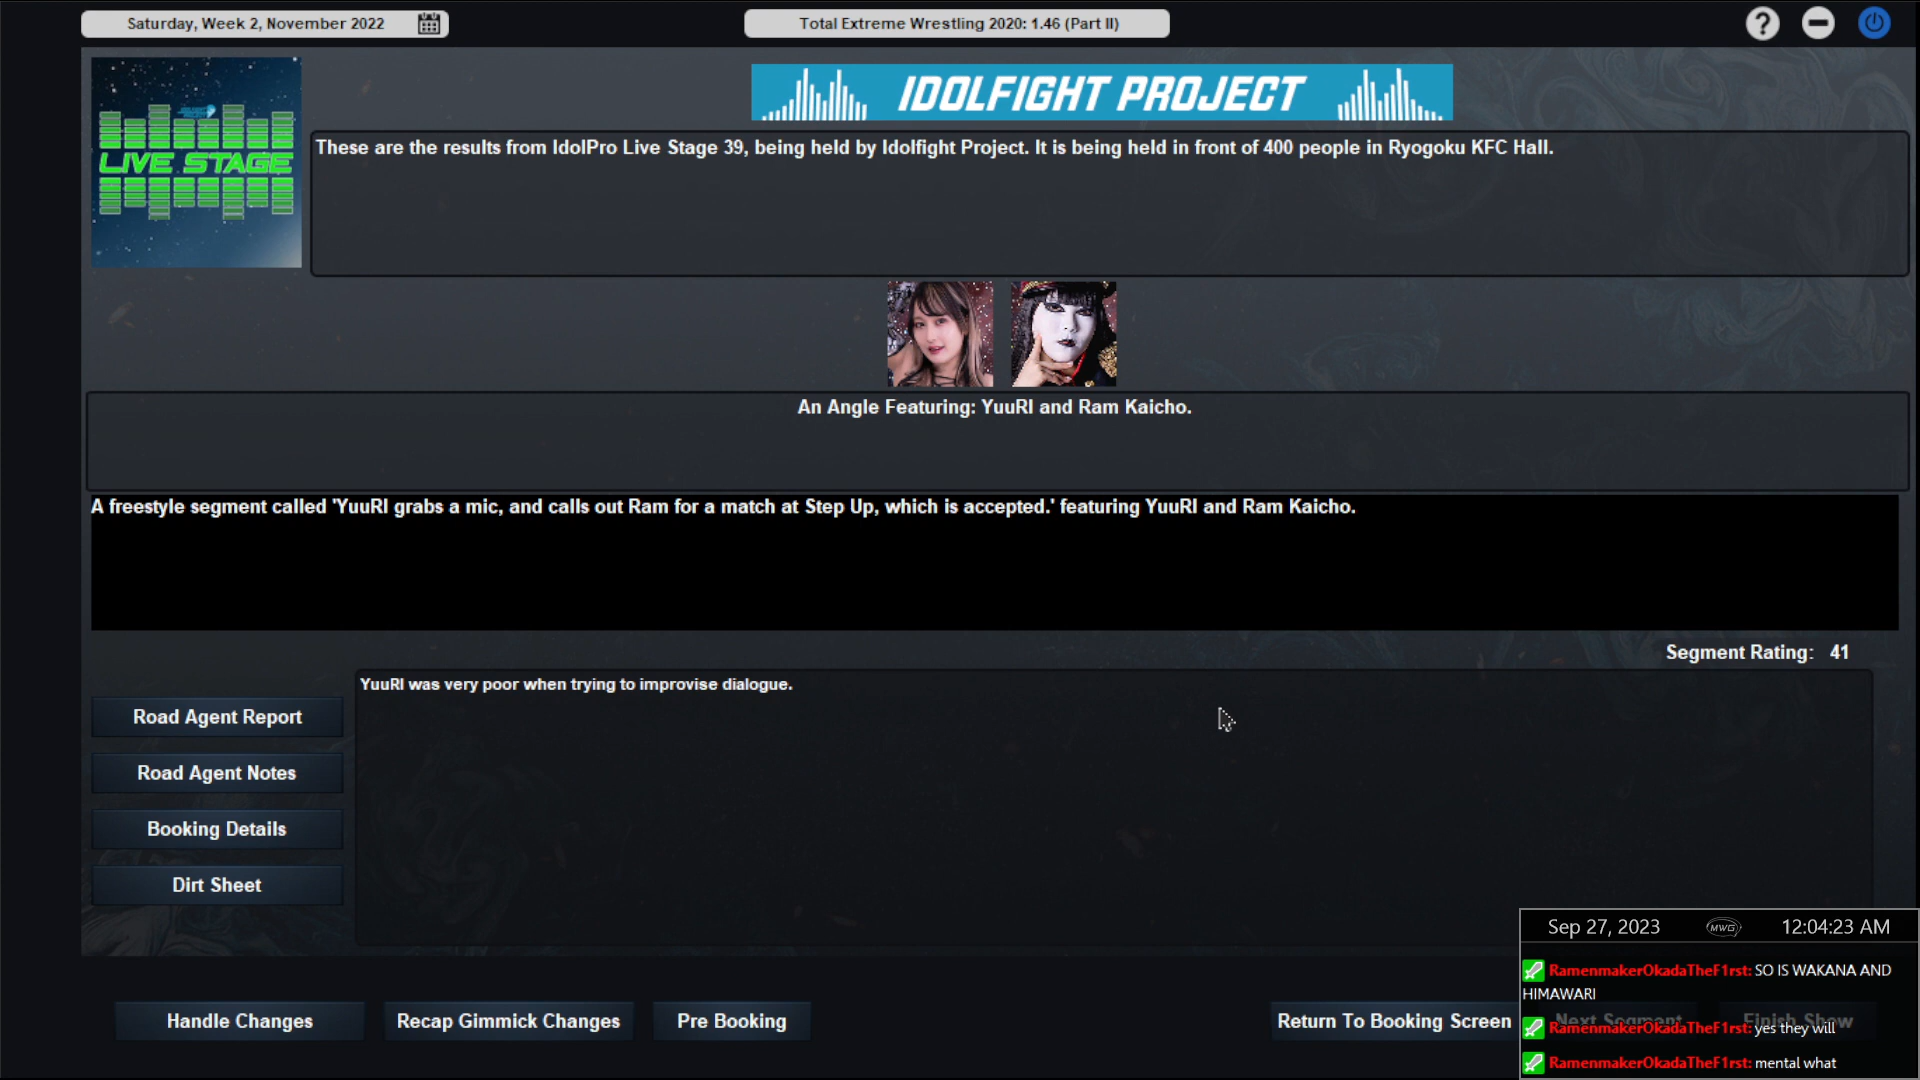 Saturday, Week 2, November 2022
Total Extreme Wrestling 2020: 1.46 (Part II)
?
LIVE STAGE
IDOLFIGHT PROJECT
These are the results from IdolPro Live Stage 39, being held by Idolfight Project. It is being held in front of 400 people in Ryogoku KFC Hall.
An Angle Featuring: YuuRI and Ram Kaicho.
A freestyle segment called 'YuuRI grabs a mic, and calls out Ram for a match at Step Up, which is accepted.' featuring YuuRI and Ram Kaicho.
Segment Rating: 41
YuuRI was very poor when trying to improvise dialogue.
Road Agent Report
Road Agent Notes
Booking Details
Dirt Sheet
Handle Changes
Recap Gimmick Changes
Pre Booking
Return To Booking Screen
Next Segment
Finish Show
Sep 27, 2023
MWG
12:04:23 AM
RamenmakerOkadaTheF1rst: SO IS WAKANA AND
HIMAWARI
RamenmakerOkadaTheF1rst: yes they will
RamenmakerOkadaTheF1rst: mental what